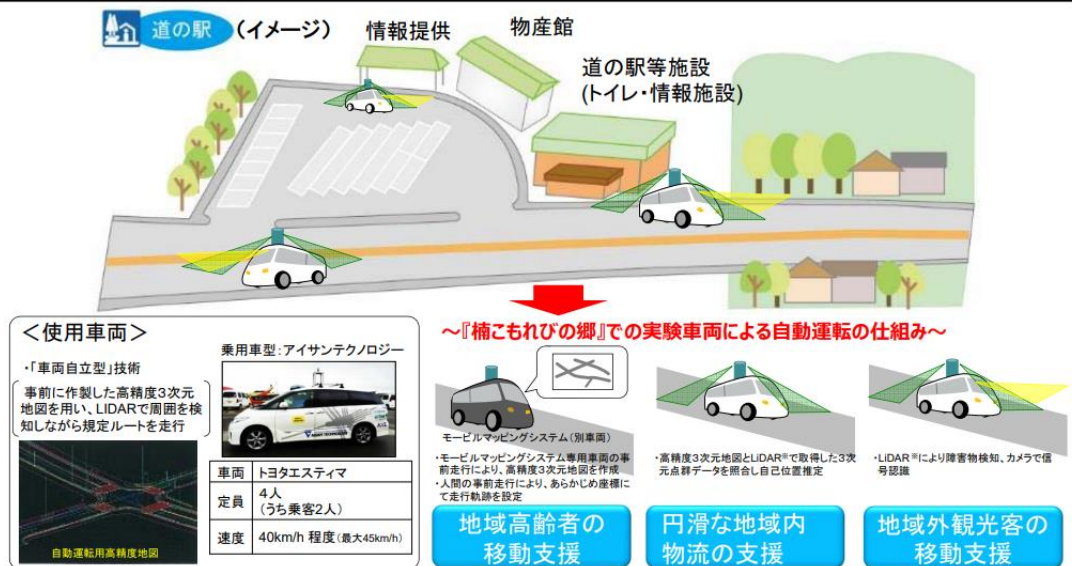 道の駅
(イメージ)
情報提供
物産館
道の駅等施設
(トイレ・情報施設)
<使用車両>
・「車両自立型」技術
事前に作製した高精度3次元
地図を用い、LIDARで周囲を検
知しながら規定ルートを走行
自動運転用高精度地図
乗用車型:アイサンテクノロジー
車両 トヨタエスティマ
定員 4人
(うち乗客2人)
速度 40km/h 程度(最大45km/h)
~『楠こもれびの郷』での実験車両による自動運転の仕組み~
モービルマッピングシステム(別車両)
・モービルマッピングシステム専用車両の事
前走行により、高精度3次元地図を作成
・人間の事前走行により、あらかじめ座標に
て走行軌跡を設定
・高精度3次元地図とLiDAR※で取得した3次
元点群データを照合し自己位置推定
・LiDAR※により障害物検知、カメラで信
号認識
地域高齢者の
移動支援
円滑な地域内
物流の支援
地域外観光客の
移動支援